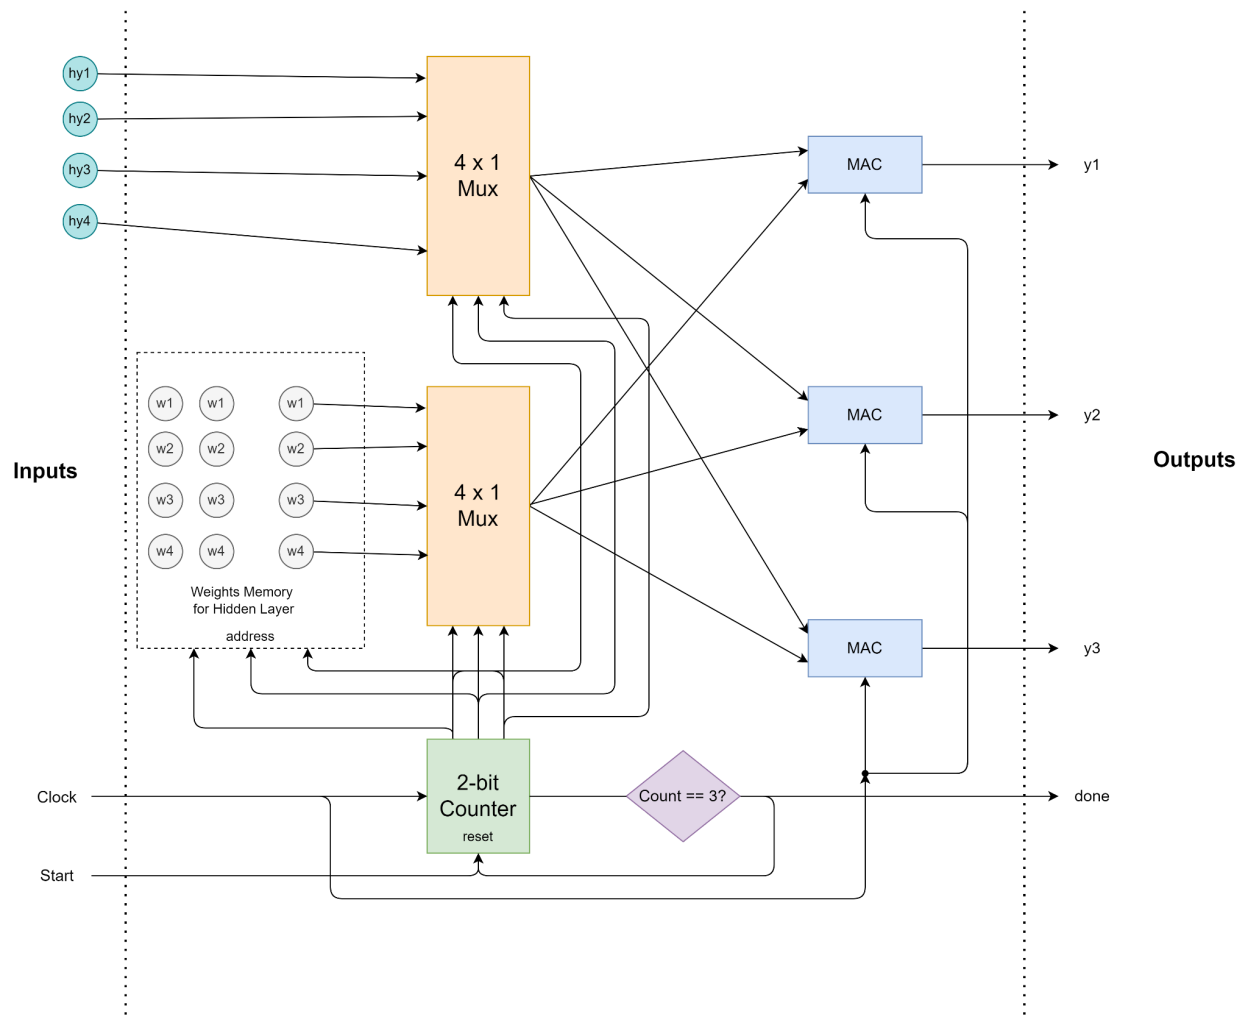 hy1
hy2
hy3
hy4
4 x 1
Mux
MAC
y1
Inputs
w1 w1 w1
w2 w2 w2
w3 w3 w3
w4 w4 w4
Weights Memory
for Hidden Layer
address
4 x 1
Mux
MAC
y2
Outputs
MAC
y3
Clock
2-bit
Counter
reset
Count == 3?
done
Start